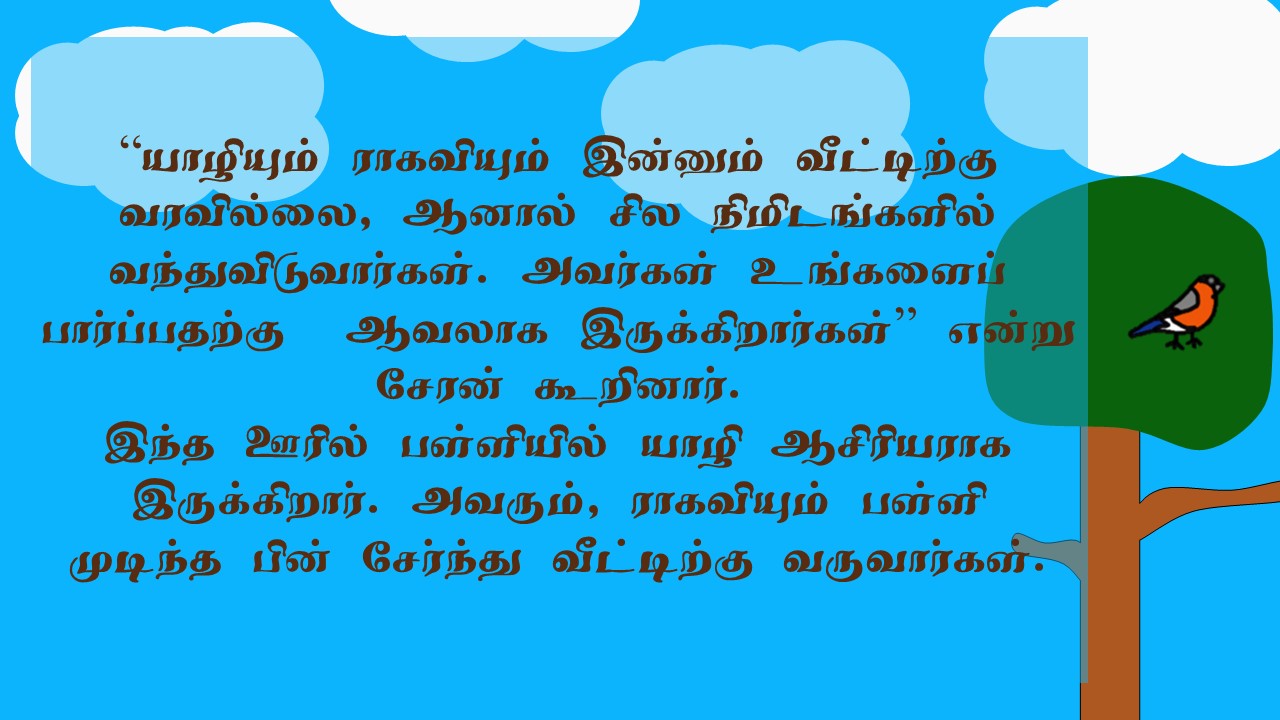 “யாழியும் ராகவியும் இன்னும் வீட்டிற்கு
வரவில்லை, ஆனால் சில நிமிடங்களில்
வந்துவிடுவார்கள். அவர்கள் உங்களைப்
பார்ப்பதற்கு ஆவலாக இருக்கிறார்கள்” என்று
சேரன் கூறினார்.
இந்த ஊரில் பள்ளியில் யாழி ஆசிரியராக
இருக்கிறார். அவரும், ராகவியும் பள்ளி
முடிந்த பின் சேர்ந்து வீட்டிற்கு வருவார்கள்.